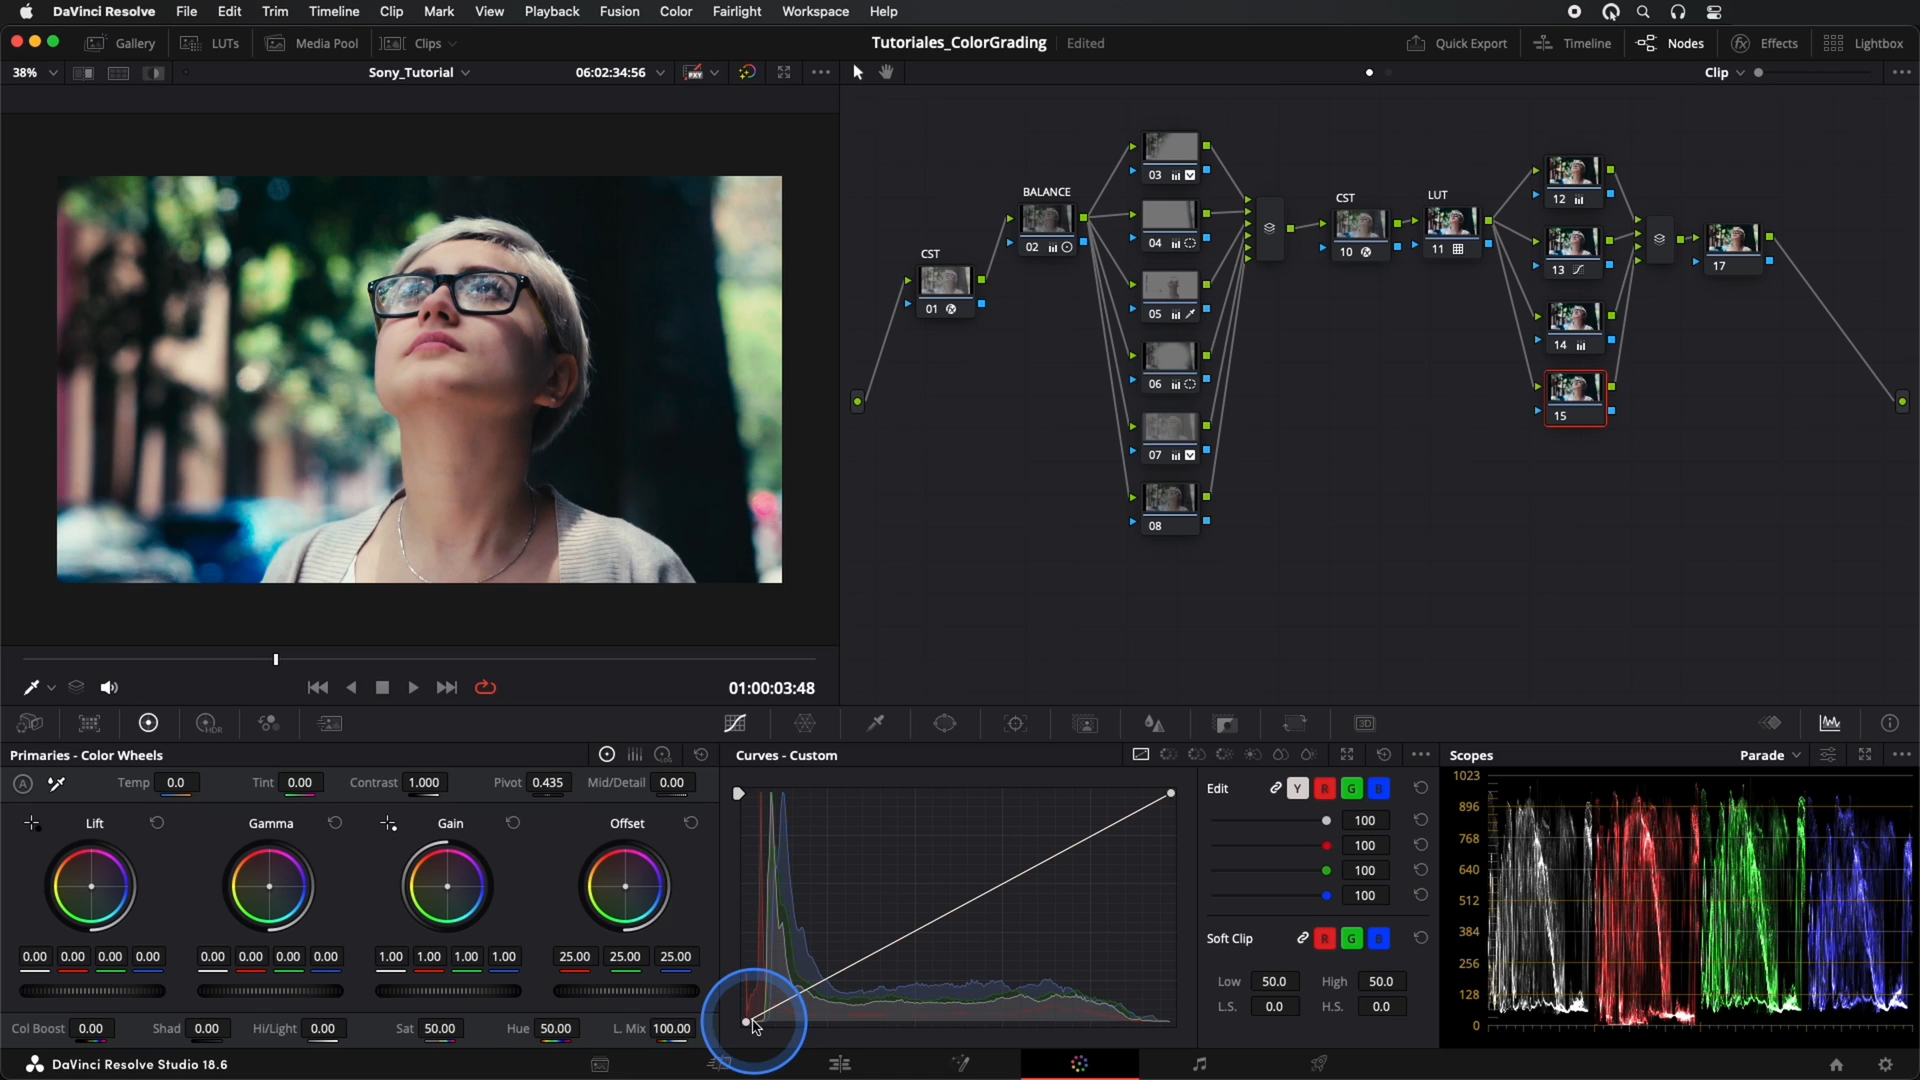 DaVinci Resolve File Edit Trim Timeline Clip Mark View Playback Fusion Color Fairlight Workspace Help
Gallery LUTs Media Pool Clips Tutoriales_ColorGrading Edited Quick Export Timeline Nodes Effects Lightbox
38% Sony_Tutorial 06:02:34:56 Clip
BALANCE
CST
CST
LUT
01
02
03
04
05
06
07
08
10
11
12
13
14
15
17
01:00:03:48
HDR
3D
Primaries - Color Wheels
LOG
Curves - Custom
Scopes
Parade
A Temp 0.0 Tint 0.00 Contrast 1.000 Pivot 0.435 Mid/Detail 0.00
Lift Gamma Gain Offset
0.00 0.00 0.00 0.00 0.00 0.00 0.00 0.00 1.00 1.00 1.00 1.00 25.00 25.00 25.00
Col Boost 0.00 Shad 0.00 Hi/Light 0.00 Sat 50.00 Hue 50.00 L. Mix 100.00
Edit Y R G B
100
100
100
100
Soft Clip R G B
Low 50.0 High 50.0
L.S. 0.0 H.S. 0.0
1023
896
768
640
512
384
256
128
0
DaVinci Resolve Studio 18.6